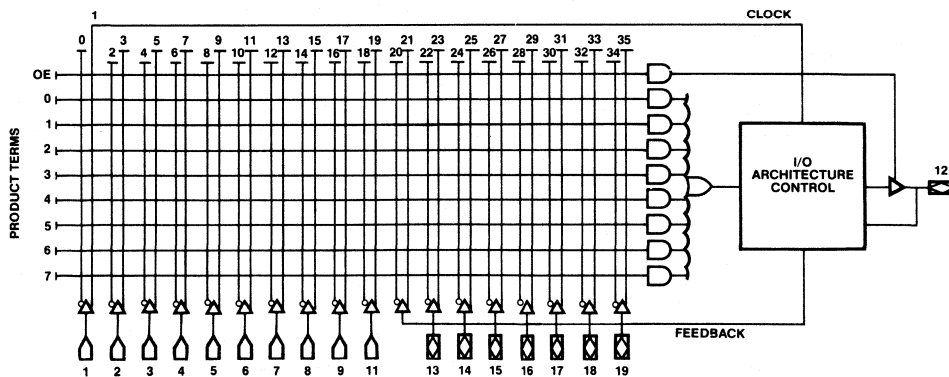 1 CLOCK
0 3 5 7 9 11 13 15 17 19 21 23 25 27 29 31 33 35
2 4 6 8 10 12 14 16 18 20 22 24 26 28 30 32 34
OE
0
1
2
3
4
5
6
7
PRODUCT TERMS
I/O
ARCHITECTURE
CONTROL
12
FEEDBACK
1 2 3 4 5 6 7 8 9 11 13 14 15 16 17 18 19